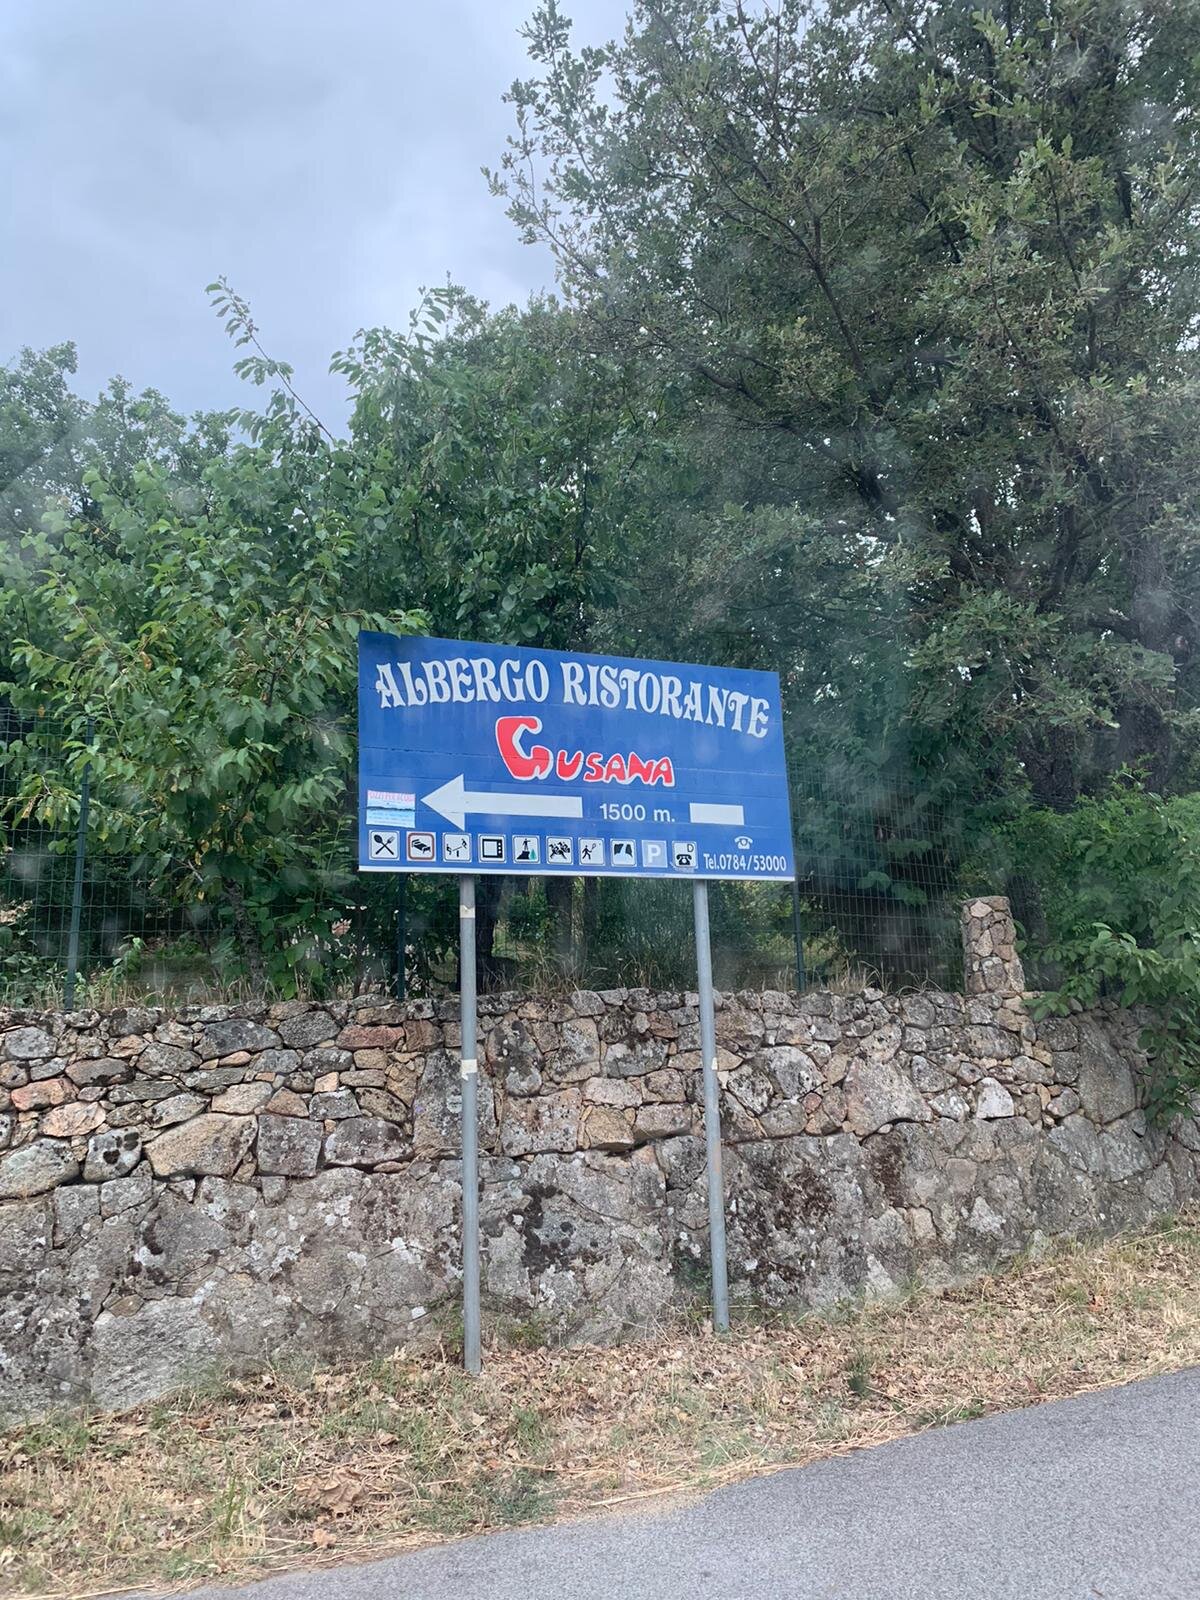 ALBERGO RISTORANTE
GUSANA
1500 m.
P
D
Tel.0784/53000